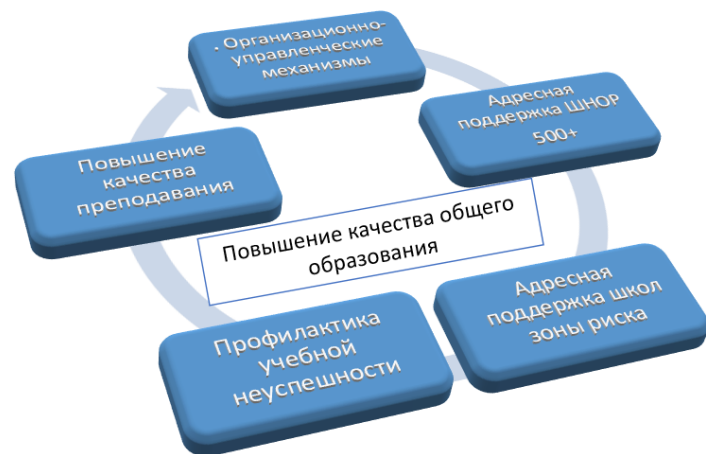 . Организационно-
управленческие
механизмы
Адресная
поддержка ШНОР
500+
Повышение
качества
преподавания
Повышение качества общего
образования
Адресная
поддержка школ
зоны риска
Профилактика
учебной
неуспешности